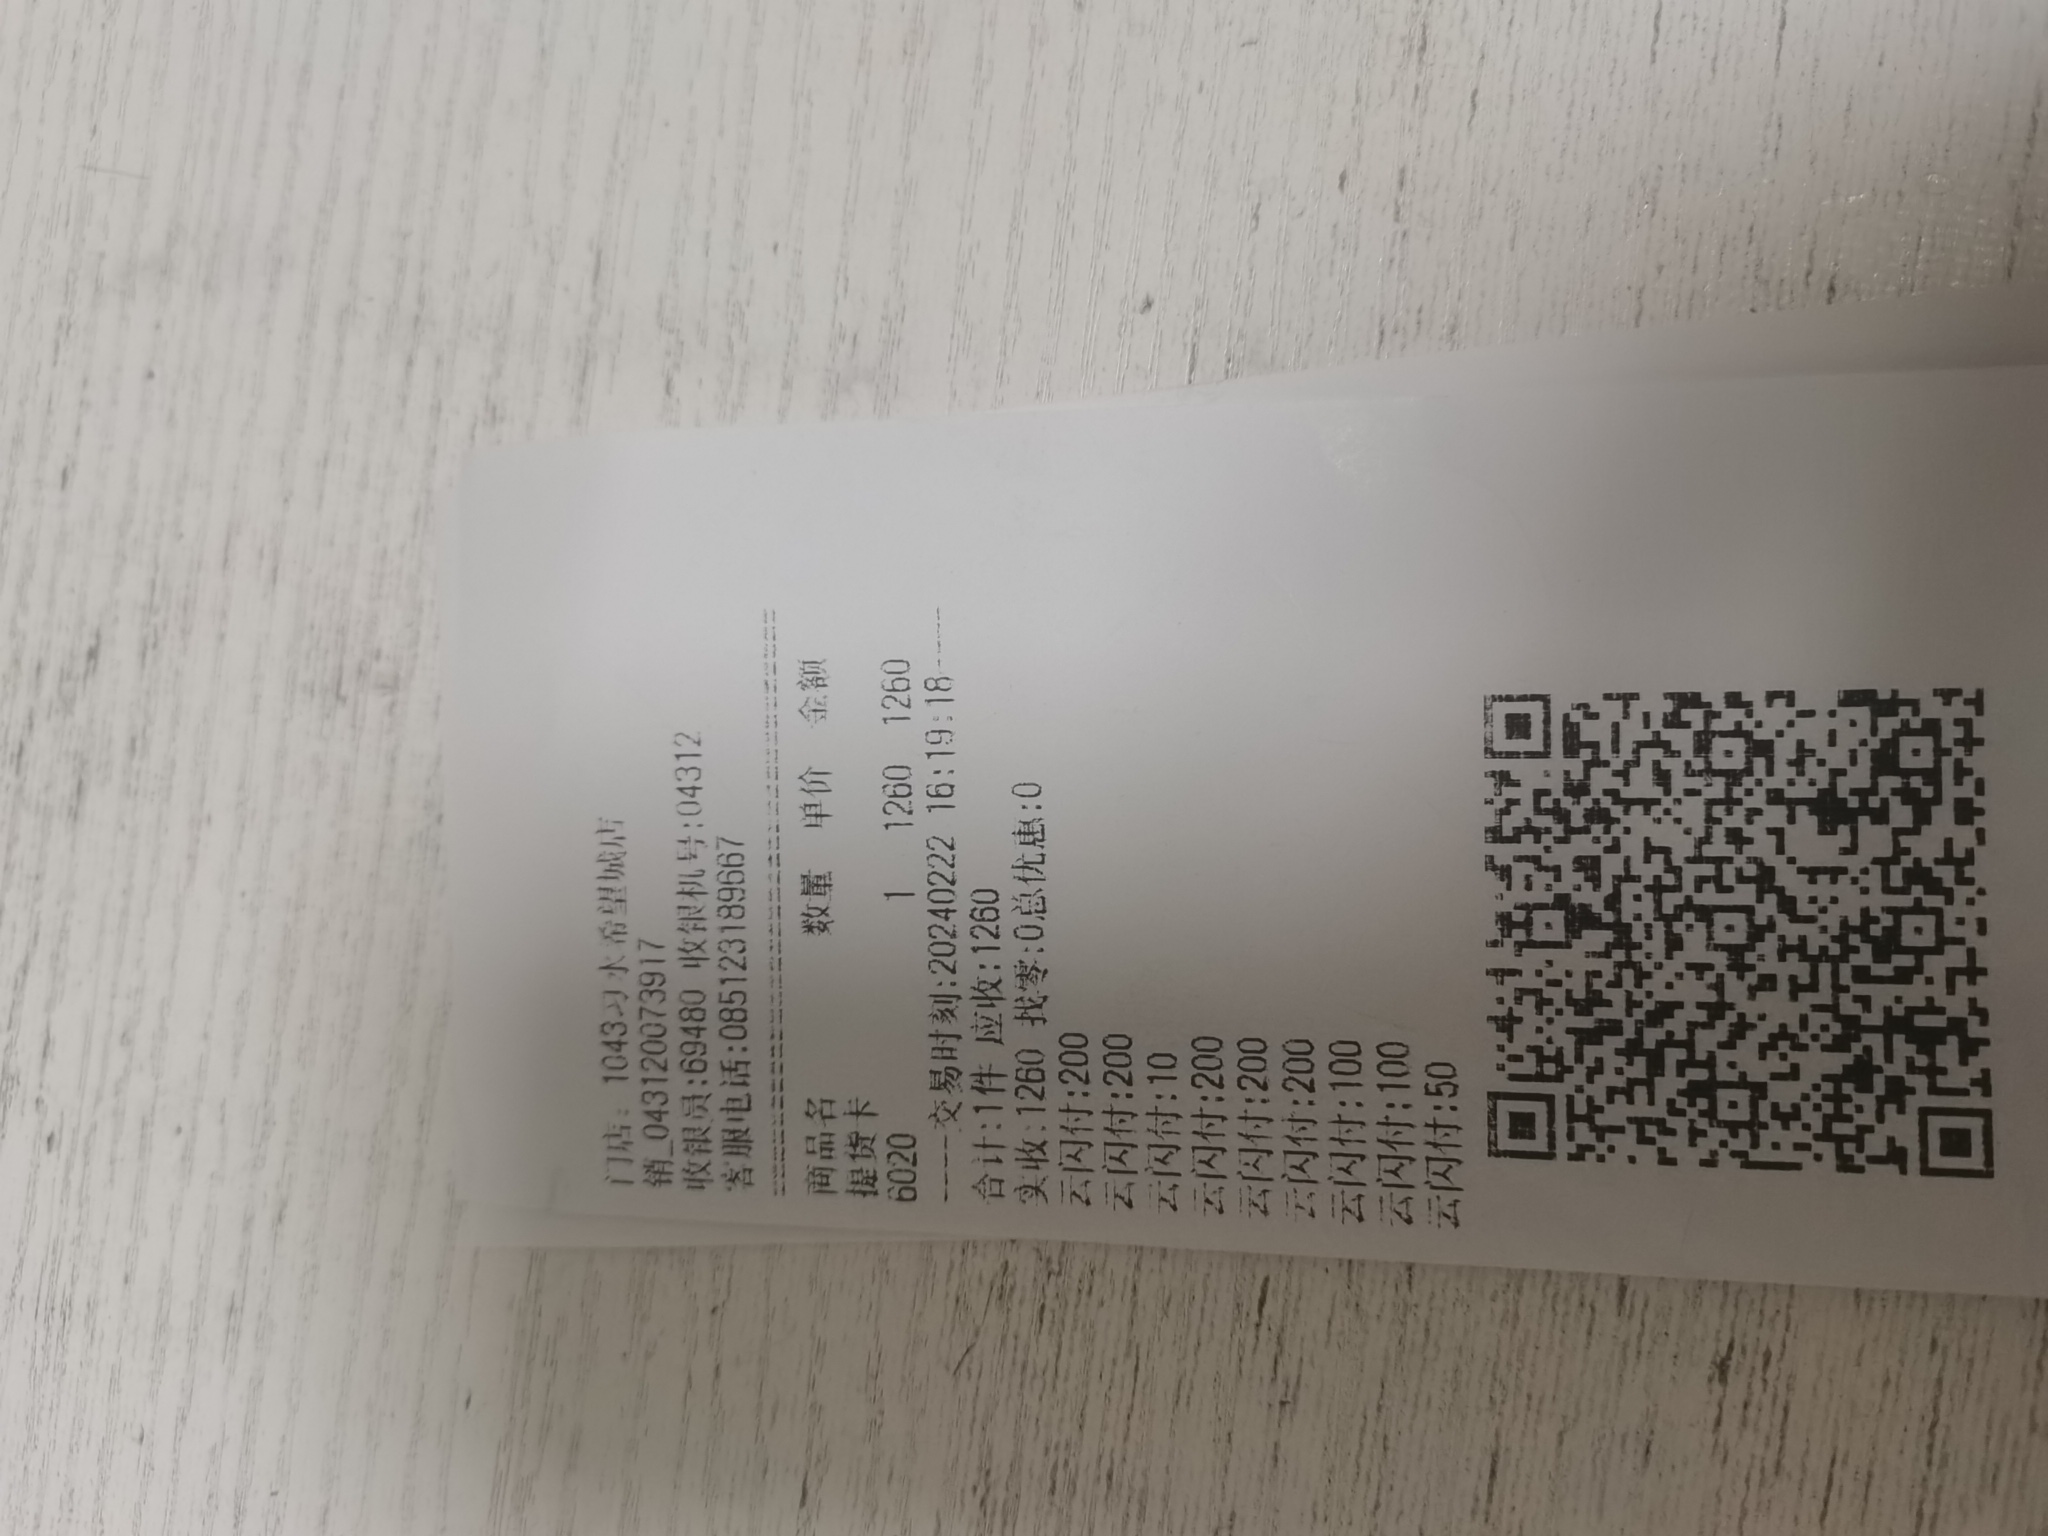 门店: 1043习水希望城店
销_043120073917
收银员:69480 收银机号:04312
客服电话:085123189667
商品名 数量 单价 金额
提货卡
6020 1 1260 1260
-----交易时刻:20240222 16:19:18-----
合计:1件 应收:1260
实收:1260 找零:0总优惠:0
云闪付:200
云闪付:200
云闪付:10
云闪付:200
云闪付:200
云闪付:200
云闪付:100
云闪付:100
云闪付:50